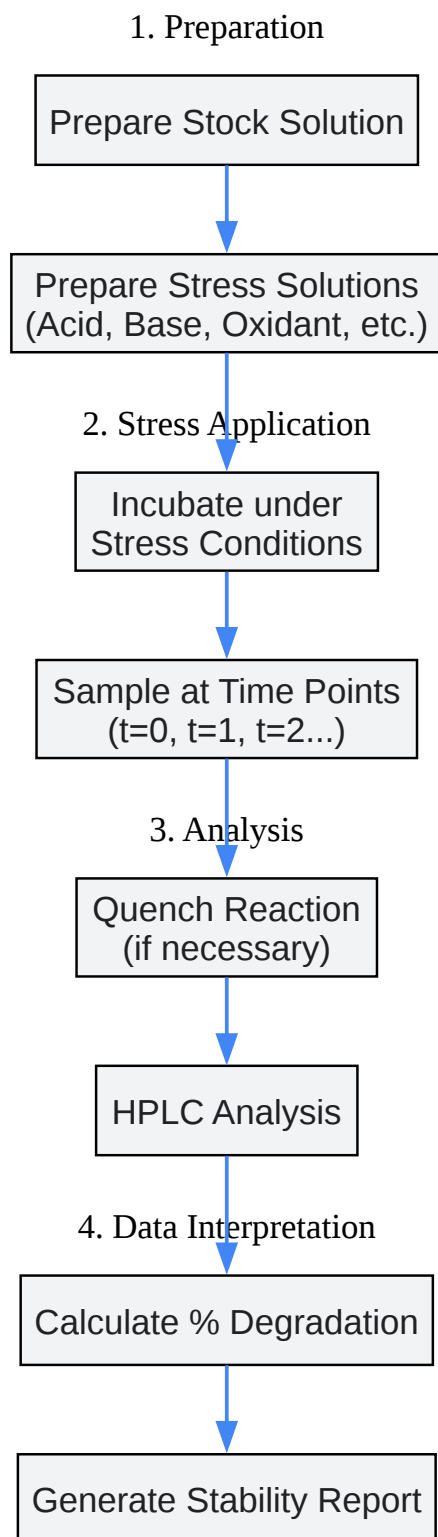 1. Preparation
Prepare Stock Solution
Prepare Stress Solutions
(Acid, Base, Oxidant, etc.)
2. Stress Application
Incubate under
Stress Conditions
Sample at Time Points
(t=0, t=1, t=2...)
3. Analysis
Quench Reaction
(if necessary)
HPLC Analysis
4. Data Interpretation
Calculate % Degradation
Generate Stability Report